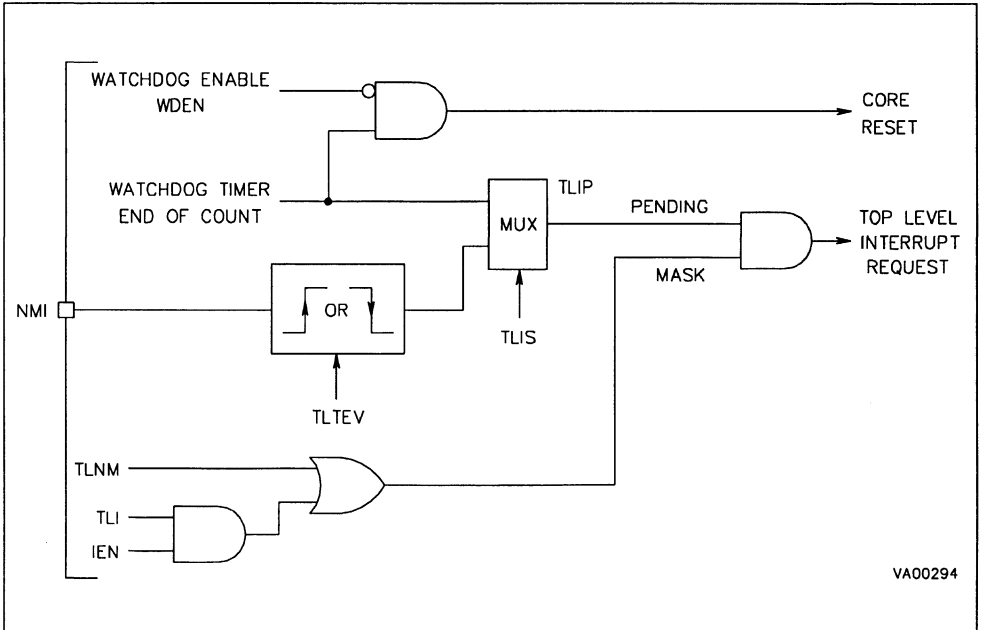 WATCHDOG ENABLE
WDEN
CORE
RESET
WATCHDOG TIMER
END OF COUNT
TLIP
MUX
PENDING
TOP LEVEL
INTERRUPT
REQUEST
MASK
NMI
OR
TLIS
TLTEV
TLNM
TLI
IEN
VA00294